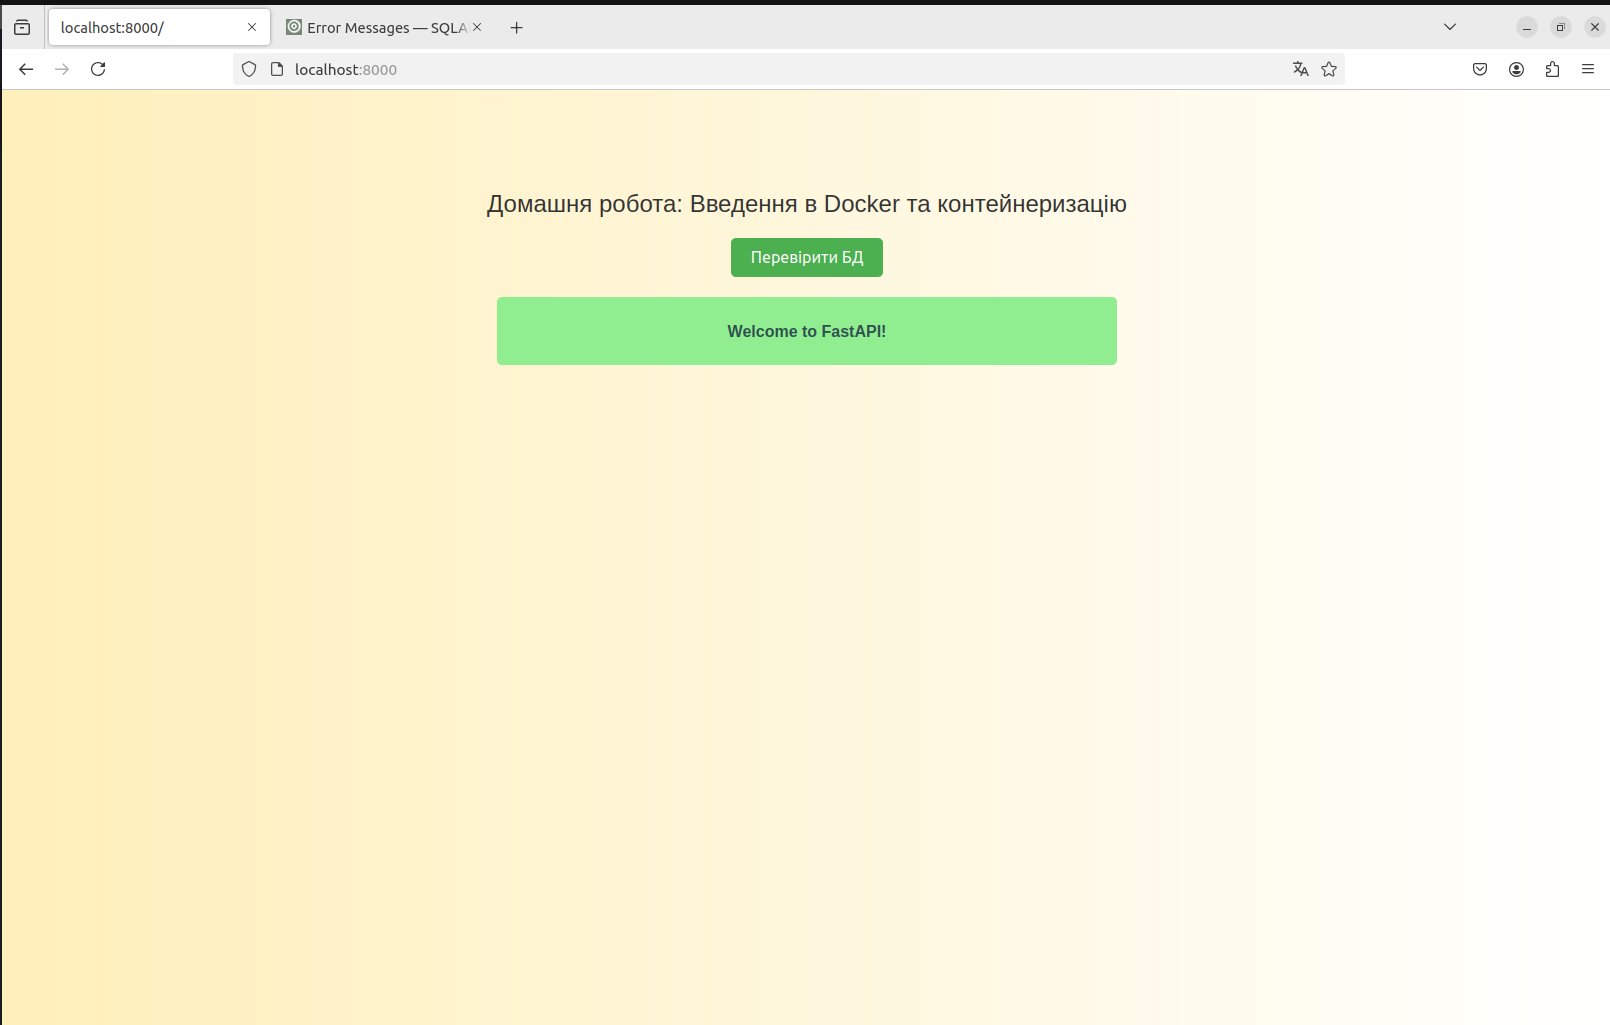 localhost:8000/
Error Messages — SQLA
localhost:8000
Домашня робота: Введення в Docker та контейнеризацію
Перевірити БД
Welcome to FastAPI!